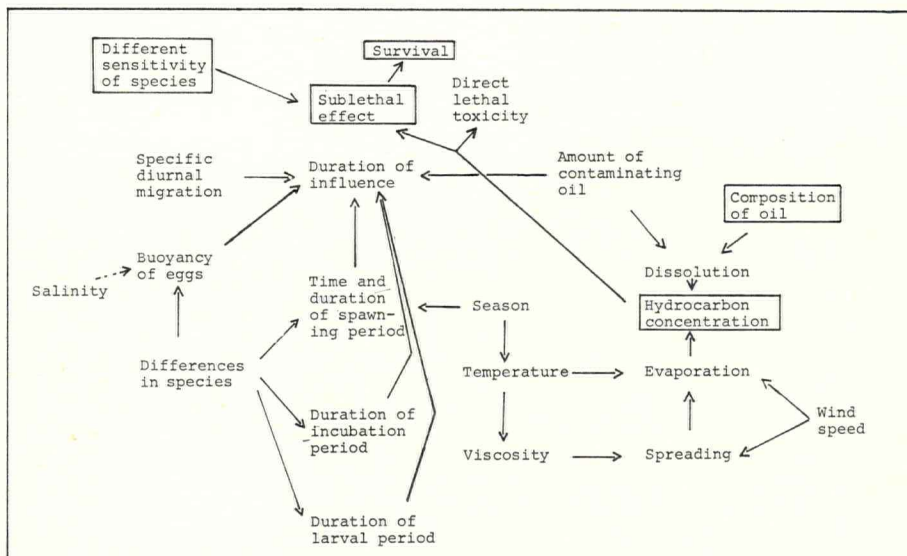 Different
sensitivity
of species
Survival
Sublethal
effect
Direct
lethal
toxicity
Specific
diurnal
migration
Duration of
influence
Amount of
contaminating
oil
Composition
of oil
Buoyancy
of eggs
Salinity
Time and
duration
of spawn-
ing period
Season
Dissolution
Hydrocarbon
concentration
Differences
in species
Temperature
Evaporation
Duration of
incubation
period
Wind
speed
Viscosity
Spreading
Duration of
larval period